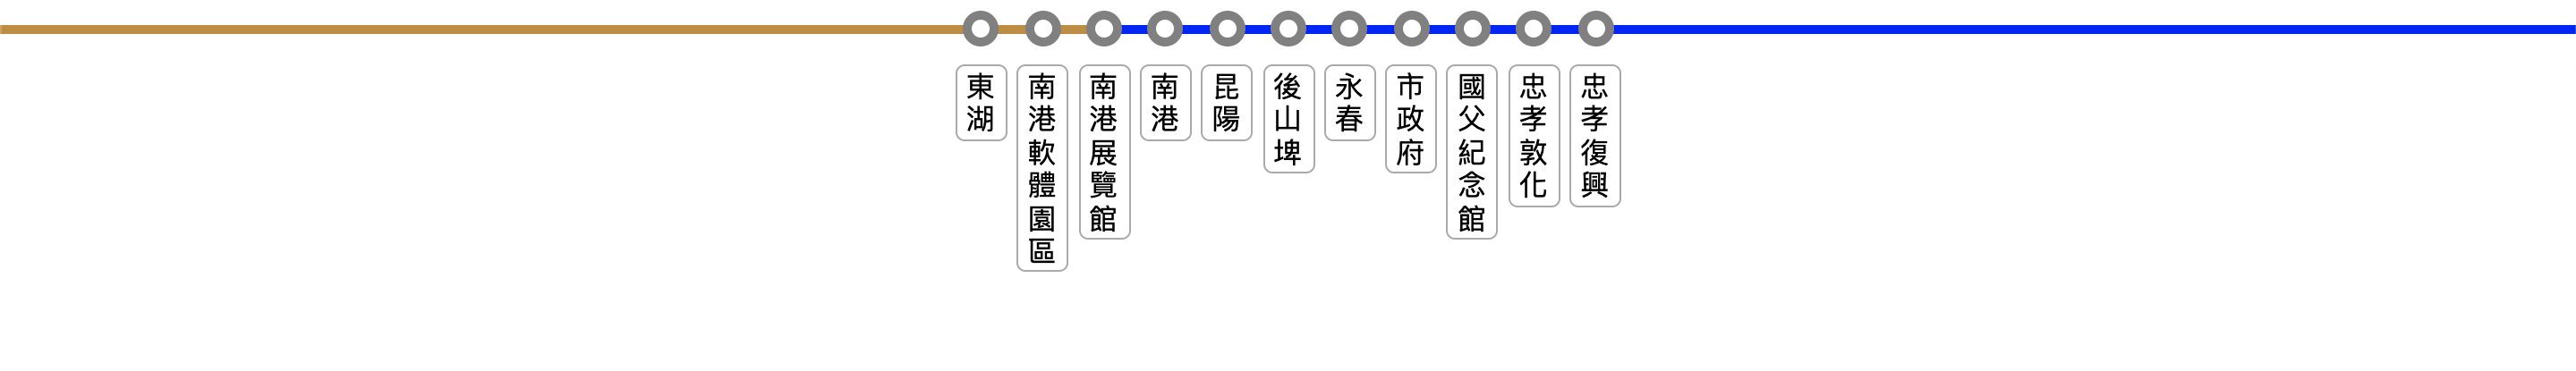 東湖
南港軟體園區
南港展覽館
南港
昆陽
後山埤
永春
市政府
國父紀念館
忠孝敦化
忠孝復興